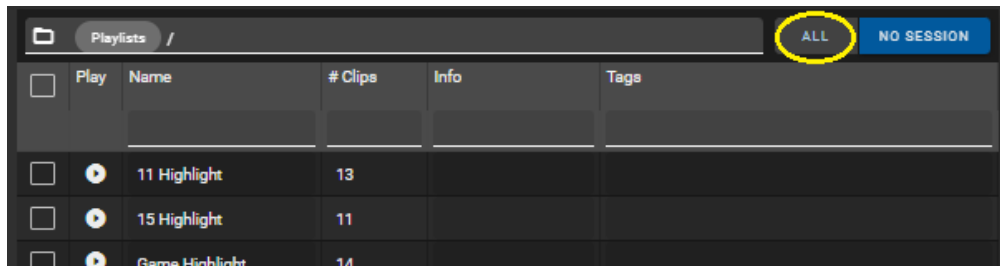 Playlists / ALL NO SESSION
Play Name # Clips Info Tags
11 Highlight 13
15 Highlight 11
Game Highlight 14